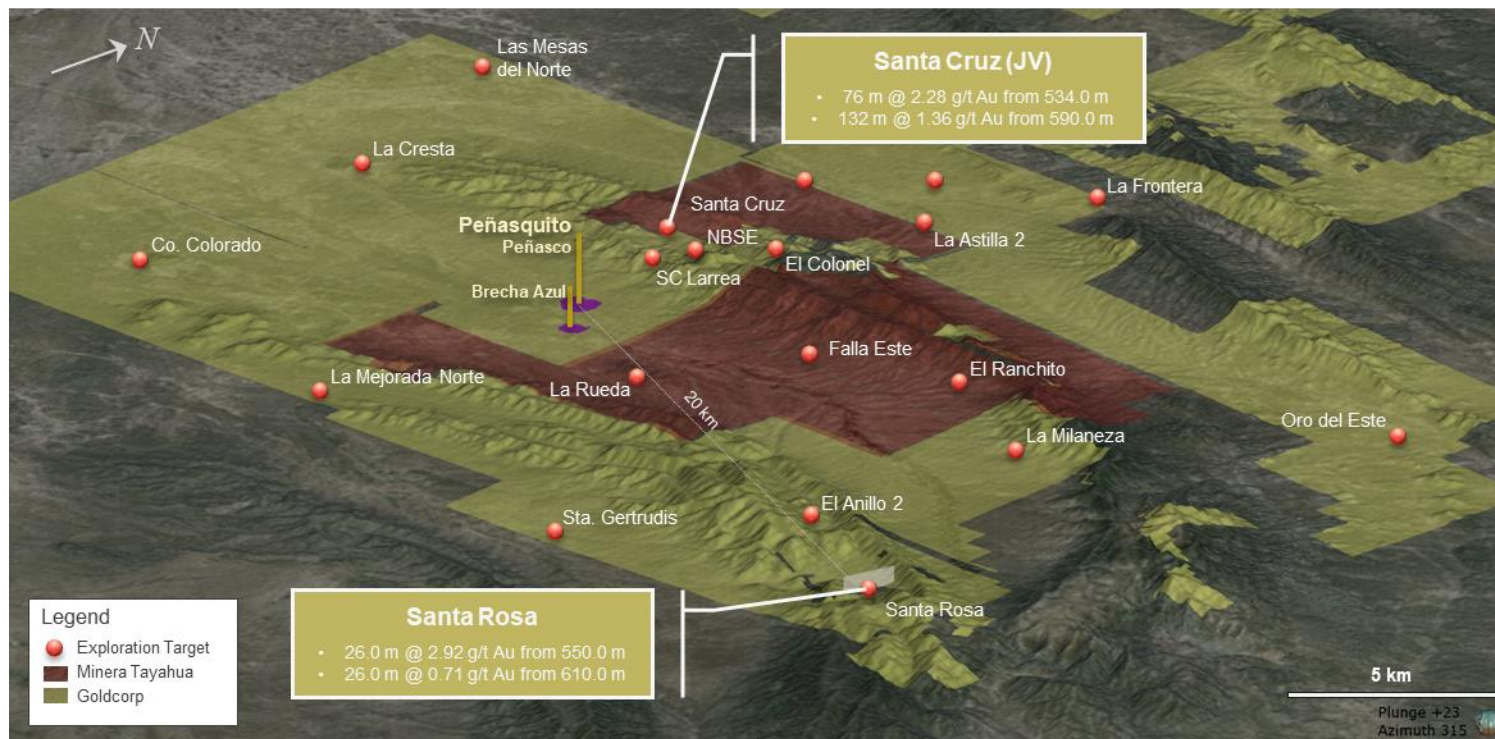 N
Las Mesas
del Norte
Santa Cruz (JV)
• 76 m @ 2.28 g/t Au from 534.0 m
• 132 m @ 1.36 g/t Au from 590.0 m
La Cresta
La Frontera
Santa Cruz
Peñasquito
Peñasco
NBSE
La Astilla 2
Co. Colorado
El Colonel
SC Larrea
Brecha Azul
Falla Este
El Ranchito
La Mejorada Norte
La Rueda
20 km
Oro del Este
La Milaneza
El Anillo 2
Sta. Gertrudis
Santa Rosa
Santa Rosa
• 26.0 m @ 2.92 g/t Au from 550.0 m
• 26.0 m @ 0.71 g/t Au from 610.0 m
Legend
Exploration Target
Minera Tayahua
Goldcorp
5 km
Plunge +23
Azimuth 315